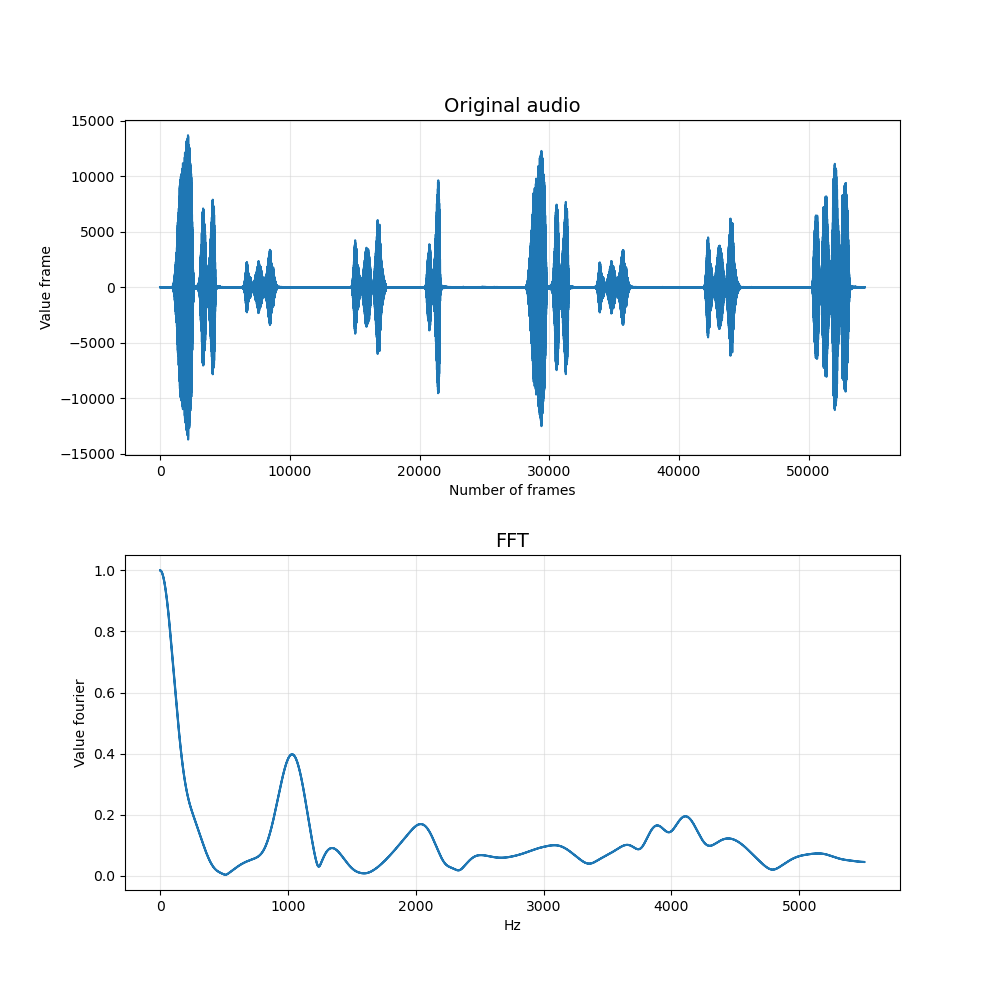 Original audio
15000
10000
5000
0
−5000
−10000
−15000
Value frame
0 10000 20000 30000 40000 50000
Number of frames
FFT
1.0
0.8
0.6
0.4
0.2
0.0
Value fourier
0 1000 2000 3000 4000 5000
Hz